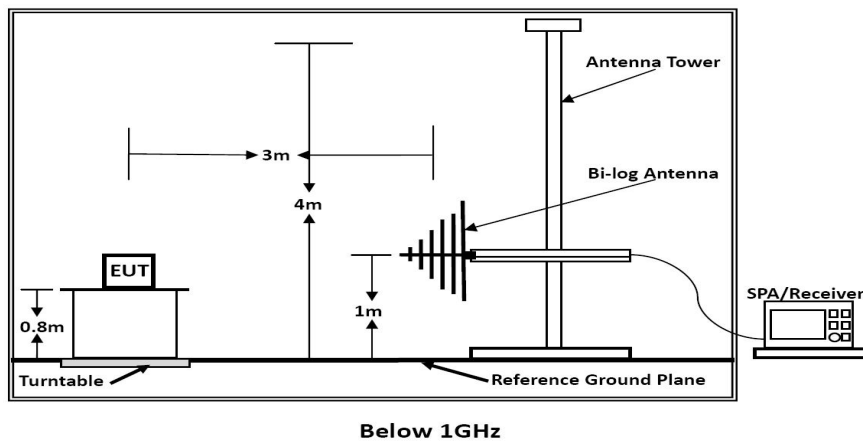 Antenna Tower
3m
Bi-log Antenna
4m
EUT
SPA/Receiver
0.8m
1m
Turntable
Reference Ground Plane
Below 1GHz